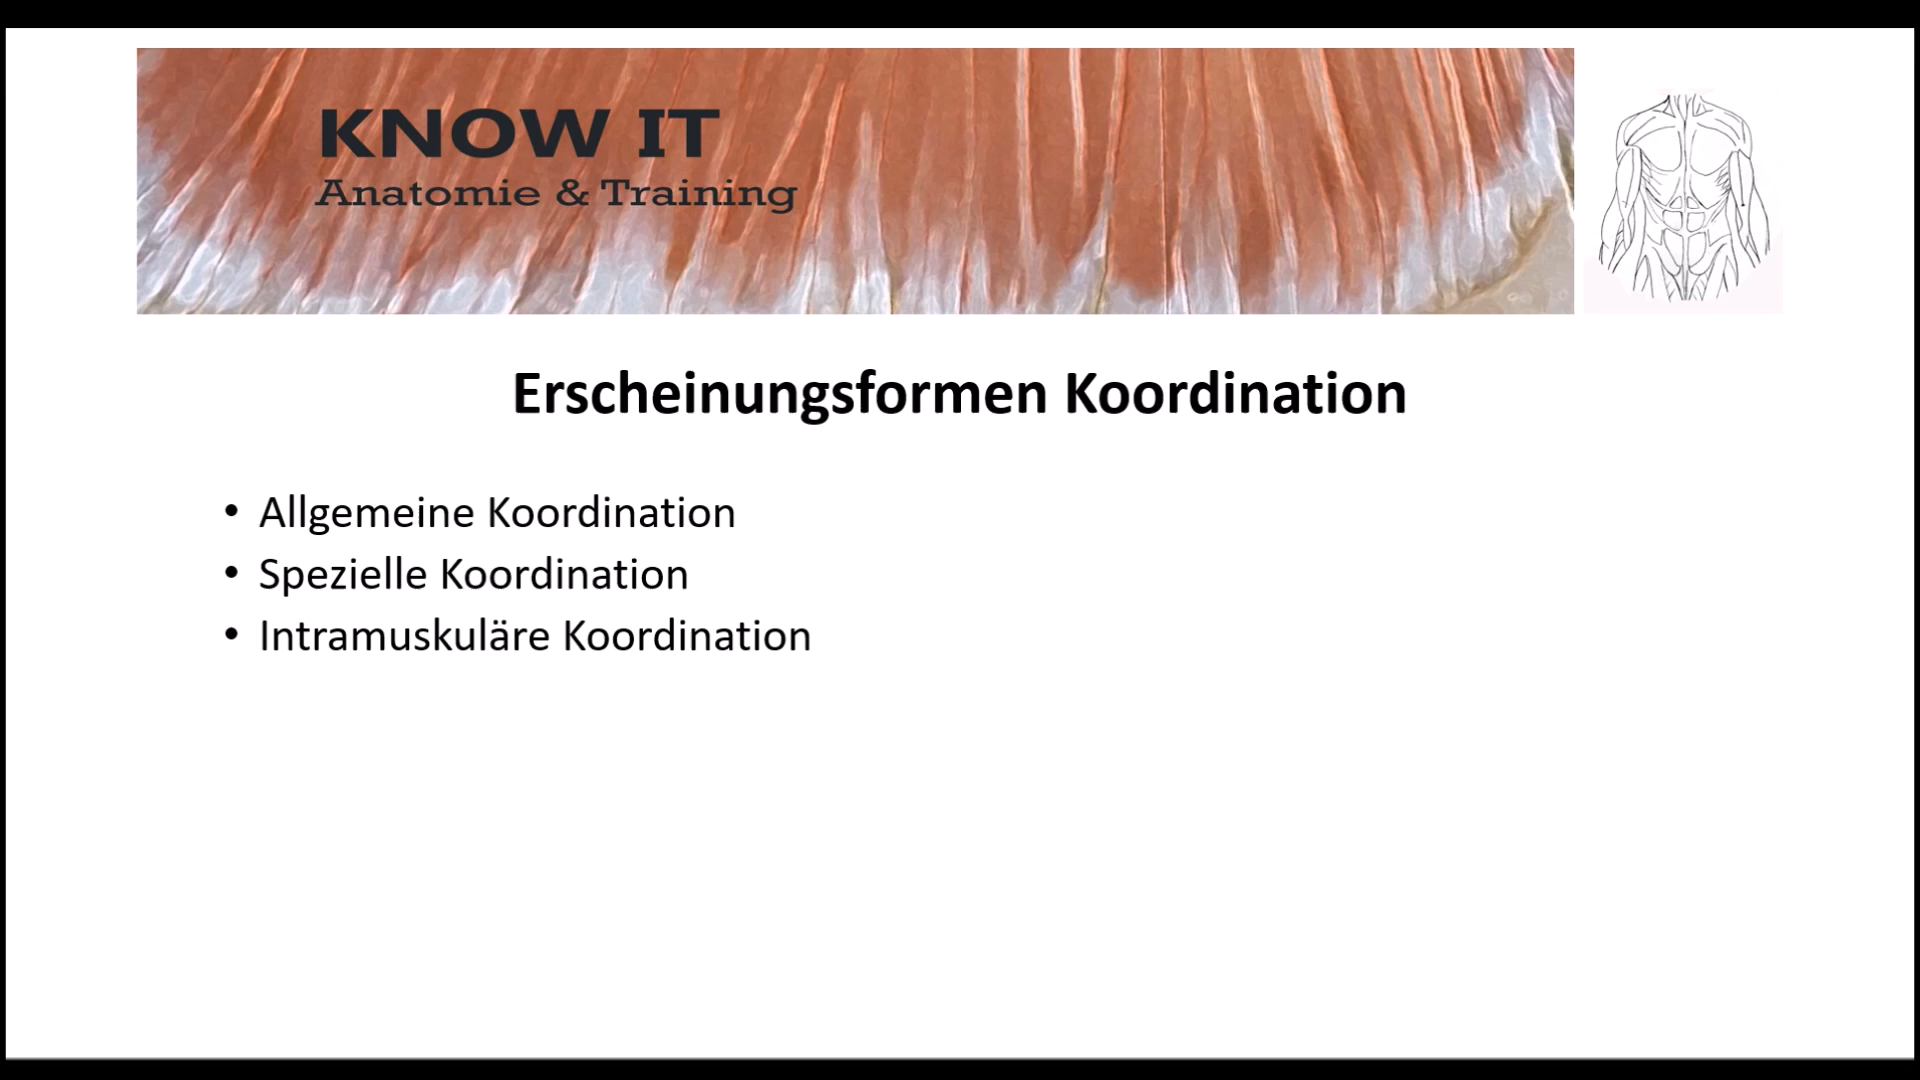 KNOW IT
Anatomie & Training
Erscheinungsformen Koordination
• Allgemeine Koordination
• Spezielle Koordination
• Intramuskuläre Koordination